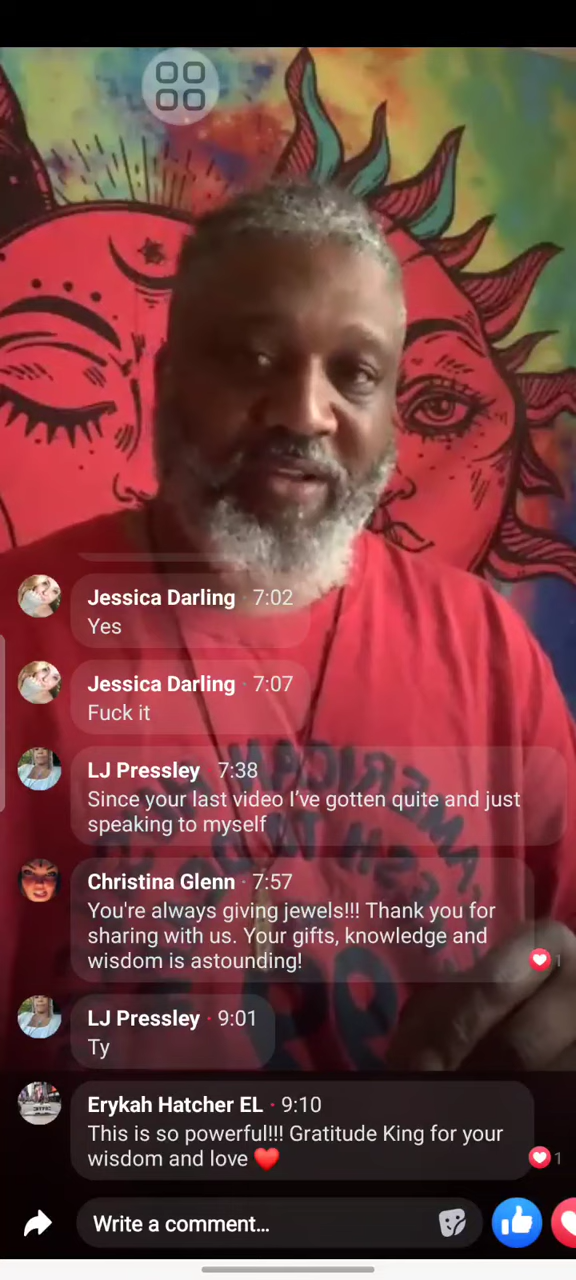 Jessica Darling · 7:02
Yes
Jessica Darling · 7:07
Fuck it
LJ Pressley 7:38
Since your last video I've gotten quite and just
speaking to myself
Christina Glenn · 7:57
You're always giving jewels!!! Thank you for
sharing with us. Your gifts, knowledge and
wisdom is astounding!
1
LJ Pressley · 9:01
Ty
Erykah Hatcher EL · 9:10
This is so powerful!!! Gratitude King for your
wisdom and love ❤️
1
Write a comment...